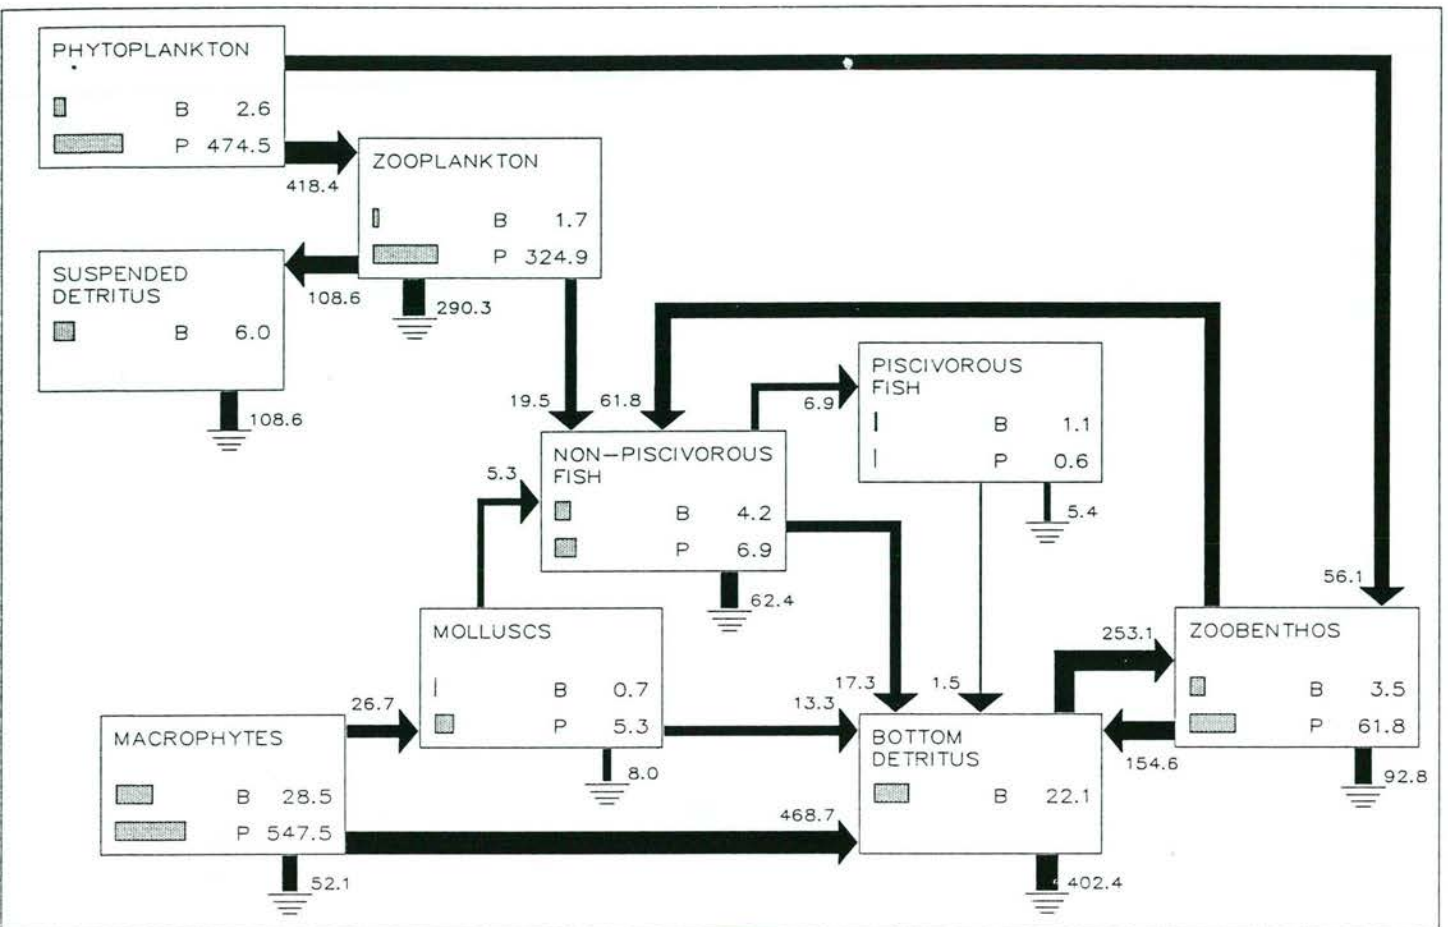 PHYTOPLANKTON
B 2.6
P 474.5
418.4
ZOOPLANKTON
B 1.7
P 324.9
108.6
290.3
SUSPENDED
DETRITUS
B 6.0
108.6
19.5
61.8
6.9
PISCIVOROUS
FISH
B 1.1
P 0.6
5.4
5.3
NON-PISCIVOROUS
FISH
B 4.2
P 6.9
62.4
56.1
MOLLUSCS
B 0.7
P 5.3
8.0
26.7
13.3
17.3
1.5
253.1
154.6
ZOOBENTHOS
B 3.5
P 61.8
92.8
MACROPHYTES
B 28.5
P 547.5
52.1
468.7
BOTTOM
DETRITUS
B 22.1
402.4